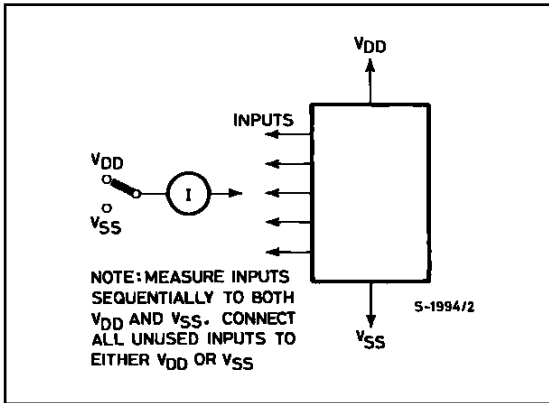 VDD
INPUTS
VDD
I
VSS
NOTE: MEASURE INPUTS
SEQUENTIALLY TO BOTH
VDD AND VSS. CONNECT
ALL UNUSED INPUTS TO
EITHER VDD OR VSS
S-1994/2
VSS